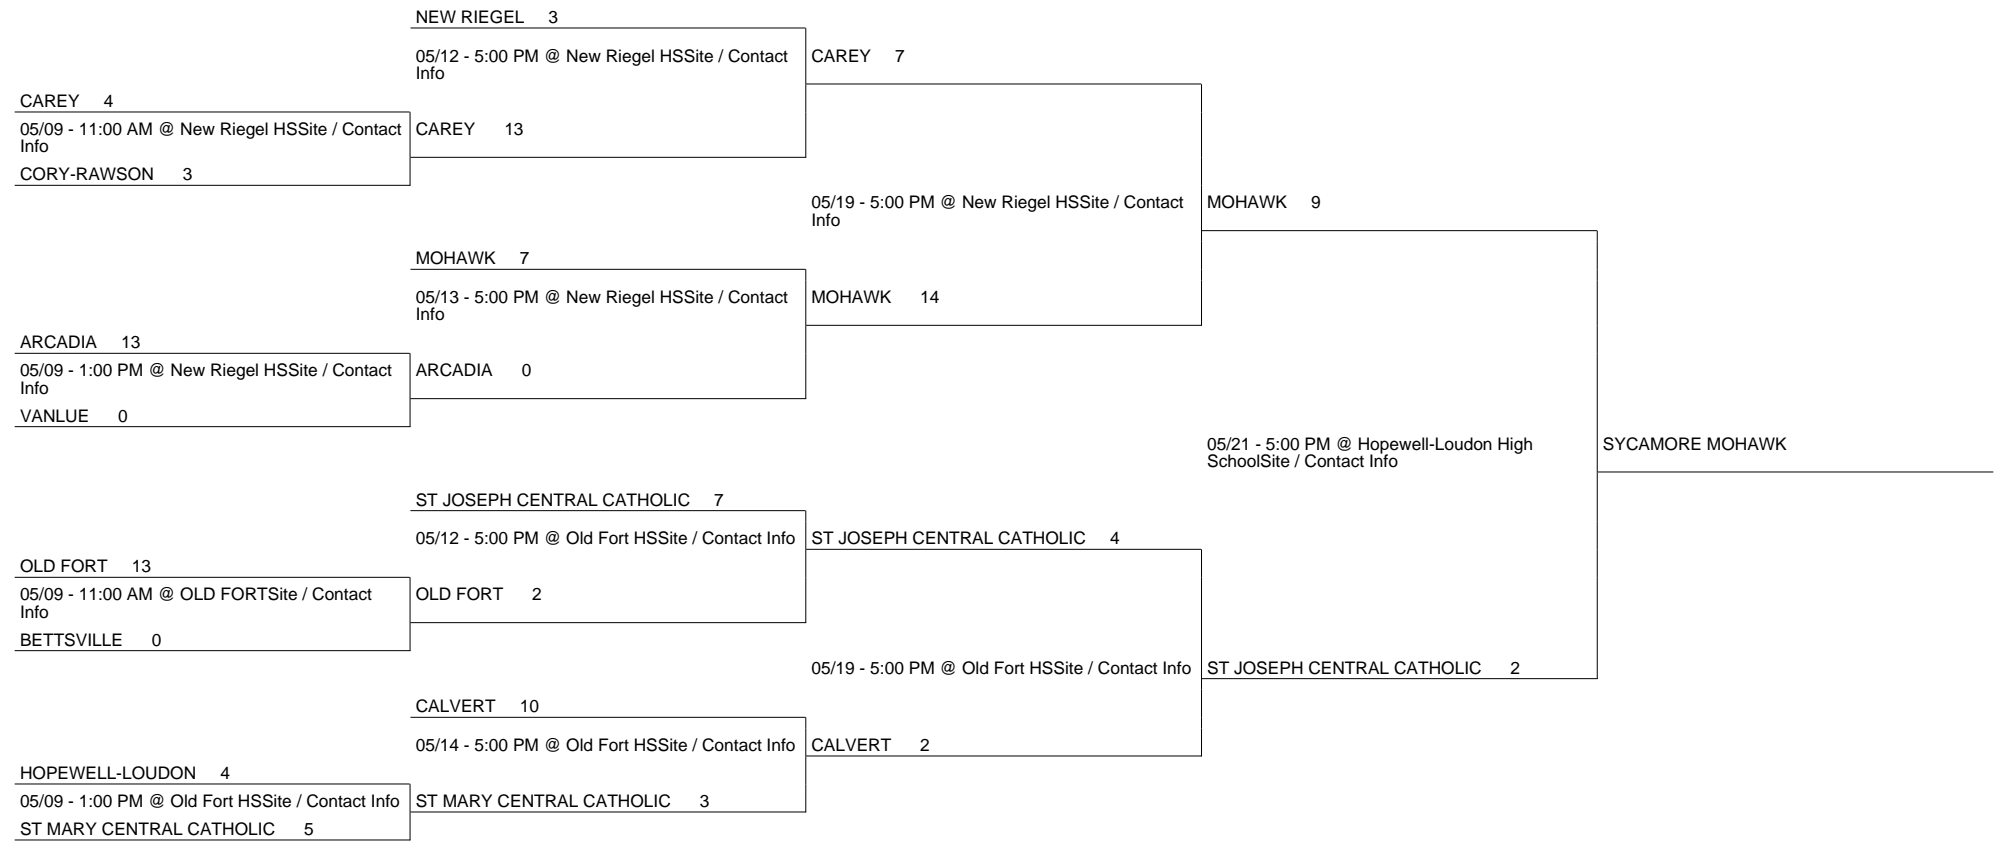 NEW RIEGEL 3
05/12 - 5:00 PM @ New Riegel HSSite / Contact
Info
CAREY 7
CAREY 4
05/09 - 11:00 AM @ New Riegel HSSite / Contact
Info
CAREY 13
CORY-RAWSON 3
05/19 - 5:00 PM @ New Riegel HSSite / Contact
Info
MOHAWK 9
MOHAWK 7
05/13 - 5:00 PM @ New Riegel HSSite / Contact
Info
MOHAWK 14
ARCADIA 13
05/09 - 1:00 PM @ New Riegel HSSite / Contact
Info
ARCADIA 0
VANLUE 0
05/21 - 5:00 PM @ Hopewell-Loudon High
SchoolSite / Contact Info
SYCAMORE MOHAWK
ST JOSEPH CENTRAL CATHOLIC 7
05/12 - 5:00 PM @ Old Fort HSSite / Contact Info
ST JOSEPH CENTRAL CATHOLIC 4
OLD FORT 13
05/09 - 11:00 AM @ OLD FORTSite / Contact
Info
OLD FORT 2
BETTSVILLE 0
05/19 - 5:00 PM @ Old Fort HSSite / Contact Info
ST JOSEPH CENTRAL CATHOLIC 2
CALVERT 10
05/14 - 5:00 PM @ Old Fort HSSite / Contact Info
CALVERT 2
HOPEWELL-LOUDON 4
05/09 - 1:00 PM @ Old Fort HSSite / Contact Info
ST MARY CENTRAL CATHOLIC 3
ST MARY CENTRAL CATHOLIC 5